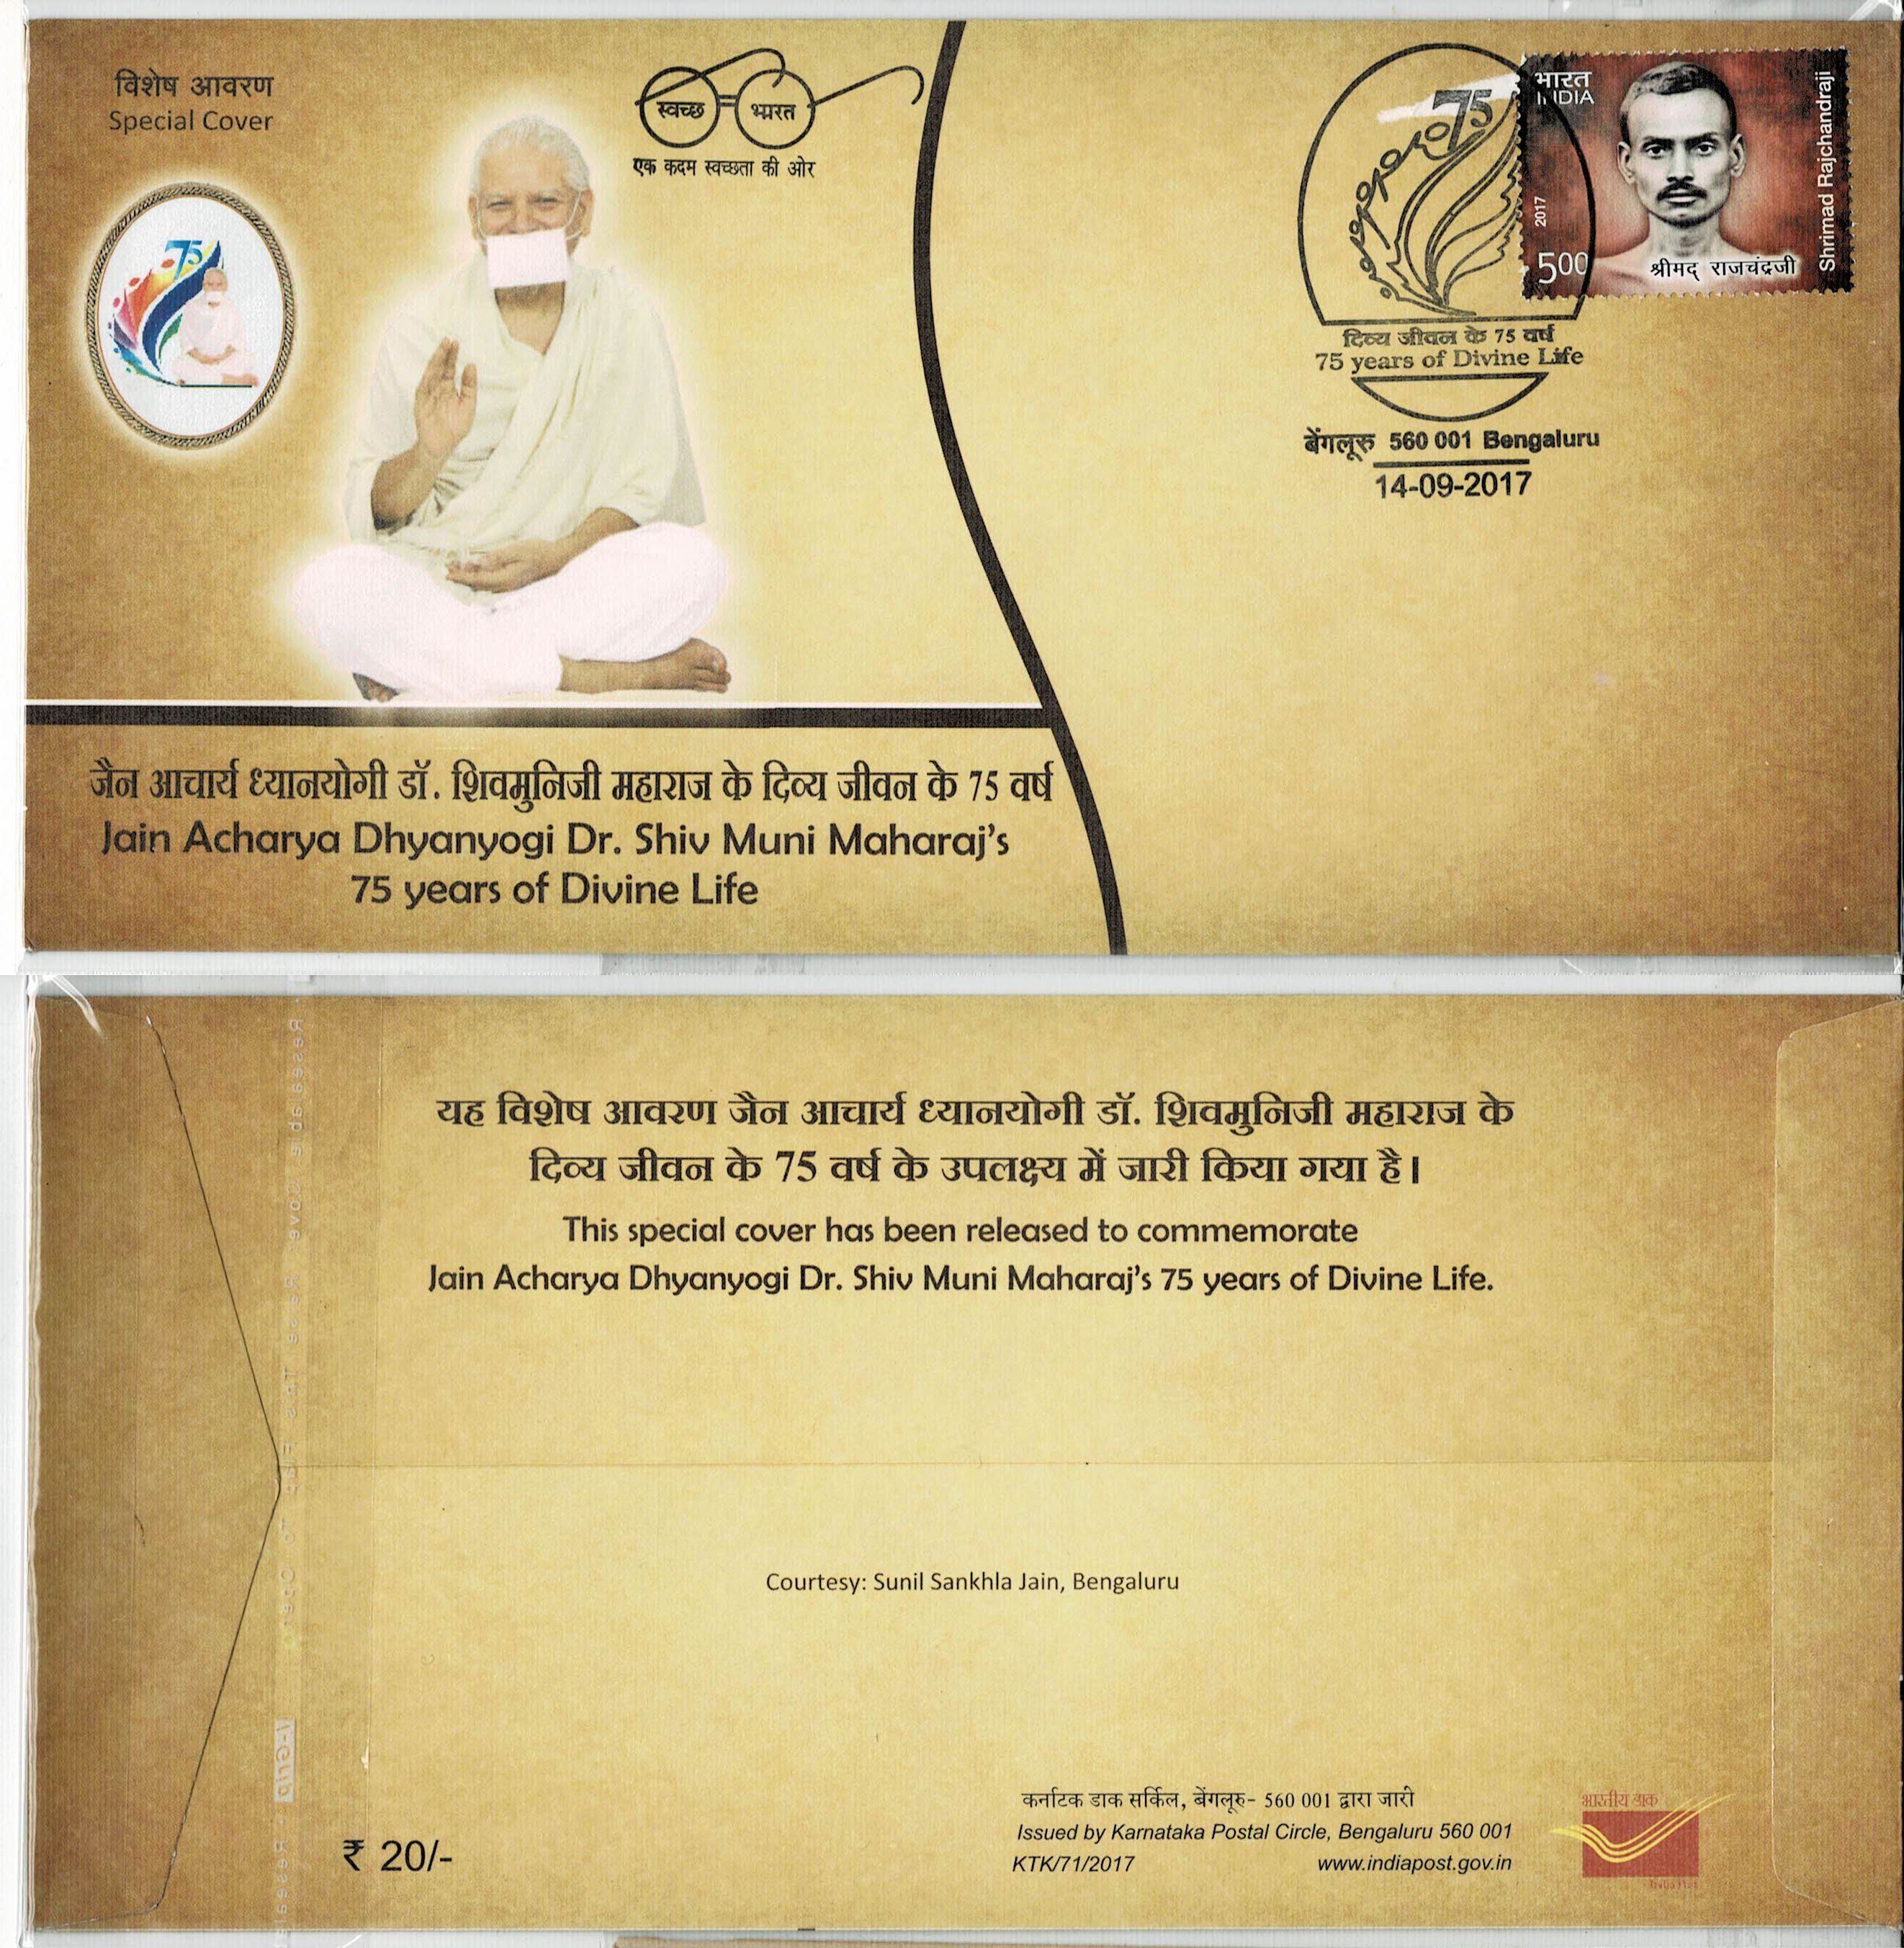 विशेष आवरण
Special Cover
स्वच्छ भारत
एक कदम स्वच्छता की ओर
75
75
भारत
INDIA
2017
500
श्रीमद् राजचंद्रजी
Shrimad Rajchandraji
दिव्य जीवन के 75 वर्ष
75 years of Divine Life
बेंगलूरु 560 001 Bengaluru
14-09-2017
जैन आचार्य ध्यानयोगी डॉ. शिवमुनिजी महाराज के दिव्य जीवन के 75 वर्ष
Jain Acharya Dhyanyogi Dr. Shiv Muni Maharaj's
75 years of Divine Life
यह विशेष आवरण जैन आचार्य ध्यानयोगी डॉ. शिवमुनिजी महाराज के
दिव्य जीवन के 75 वर्ष के उपलक्ष्य में जारी किया गया है।
This special cover has been released to commemorate
Jain Acharya Dhyanyogi Dr. Shiv Muni Maharaj's 75 years of Divine Life.
Courtesy: Sunil Sankhla Jain, Bengaluru
₹ 20/-
कर्नाटक डाक सर्किल, बेंगलूरु- 560 001 द्वारा जारी
Issued by Karnataka Postal Circle, Bengaluru 560 001
KTK/71/2017 www.indiapost.gov.in
भारतीय डाक
India Post